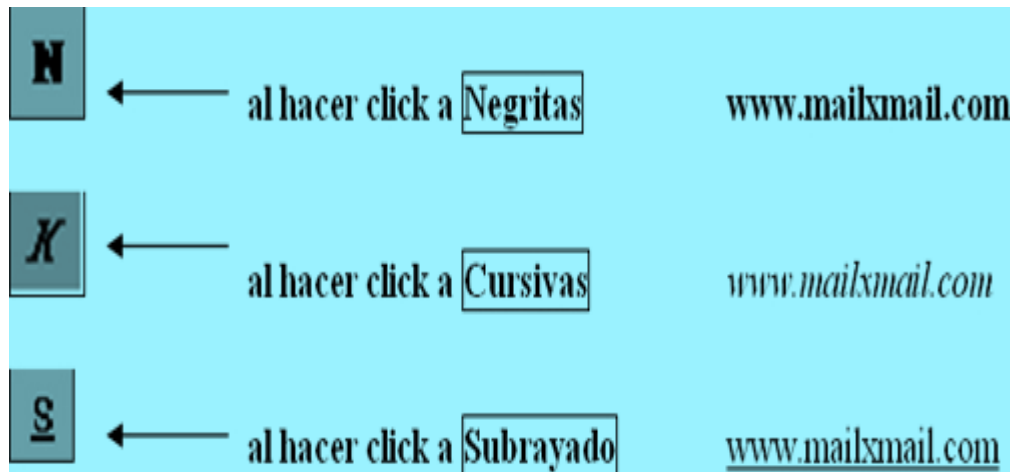 N
al hacer click a Negritas www.mailxmail.com
K
al hacer click a Cursivas www.mailxmail.com
S
al hacer click a Subrayado www.mailxmail.com